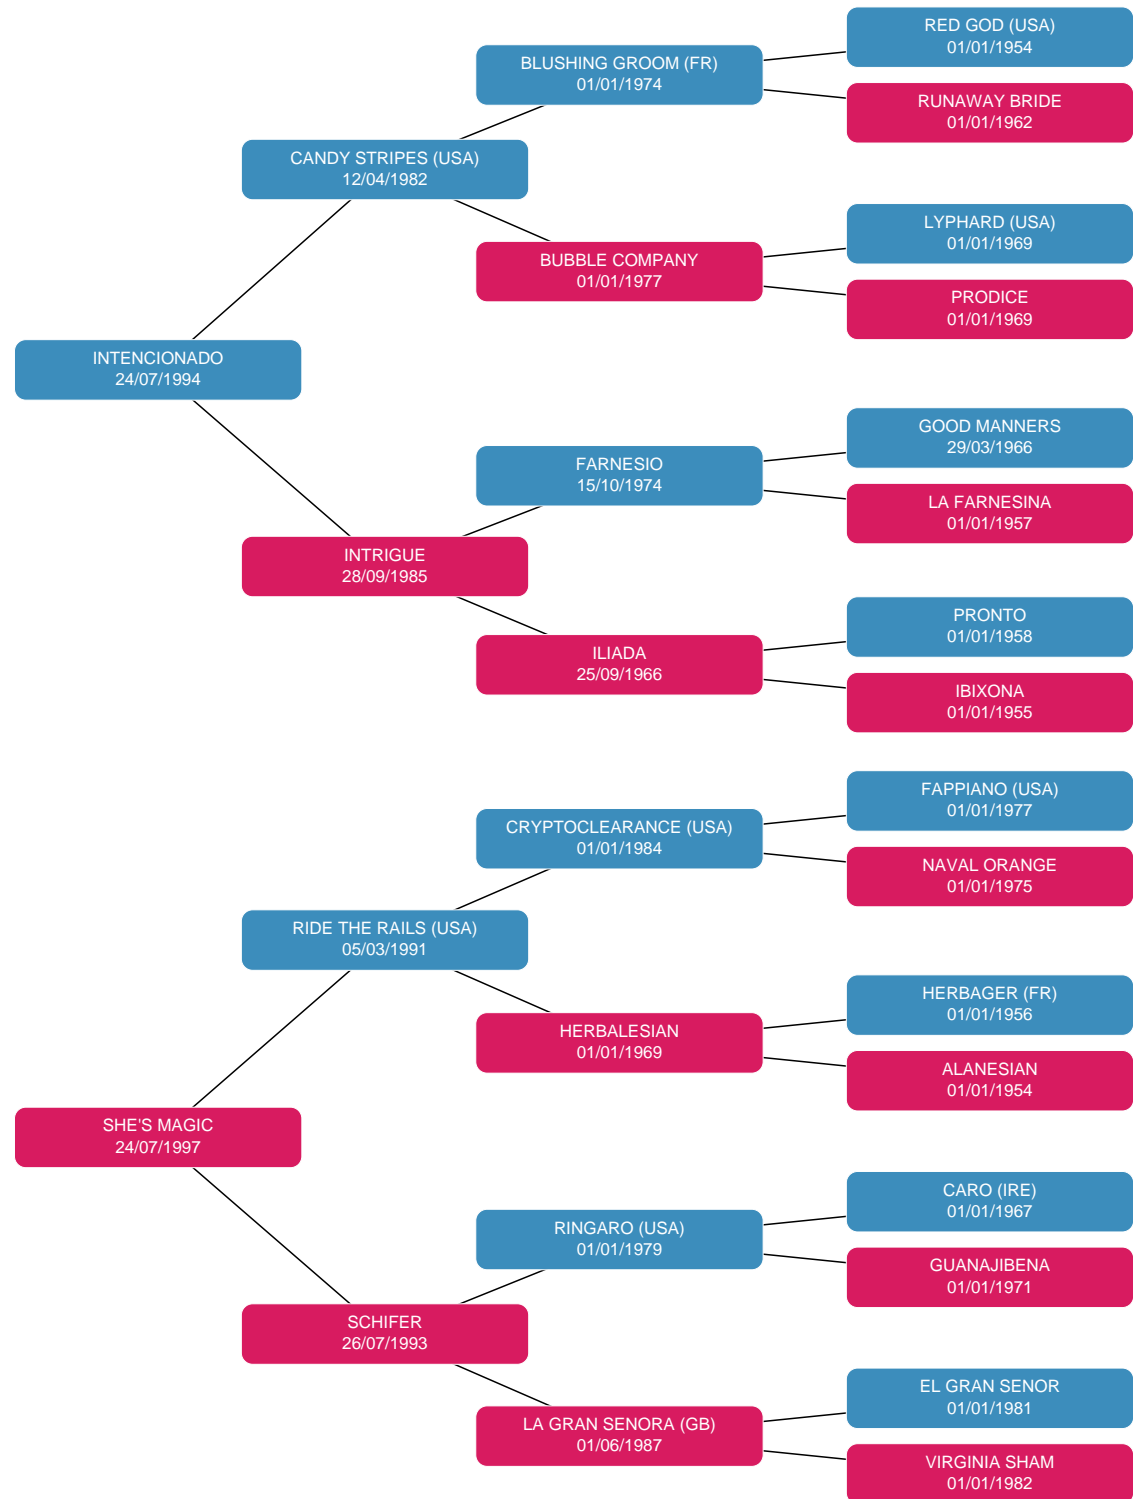 RED GOD (USA)
01/01/1954
BLUSHING GROOM (FR)
01/01/1974
RUNAWAY BRIDE
01/01/1962
CANDY STRIPES (USA)
12/04/1982
LYPHARD (USA)
01/01/1969
BUBBLE COMPANY
01/01/1977
PRODICE
01/01/1969
INTENCIONADO
24/07/1994
GOOD MANNERS
29/03/1966
FARNESIO
15/10/1974
LA FARNESINA
01/01/1957
INTRIGUE
28/09/1985
PRONTO
01/01/1958
ILIADA
25/09/1966
IBIXONA
01/01/1955
FAPPIANO (USA)
01/01/1977
CRYPTOCLEARANCE (USA)
01/01/1984
NAVAL ORANGE
01/01/1975
RIDE THE RAILS (USA)
05/03/1991
HERBAGER (FR)
01/01/1956
HERBALESIAN
01/01/1969
ALANESIAN
01/01/1954
SHE'S MAGIC
24/07/1997
CARO (IRE)
01/01/1967
RINGARO (USA)
01/01/1979
GUANAJIBENA
01/01/1971
SCHIFER
26/07/1993
EL GRAN SENOR
01/01/1981
LA GRAN SENORA (GB)
01/06/1987
VIRGINIA SHAM
01/01/1982